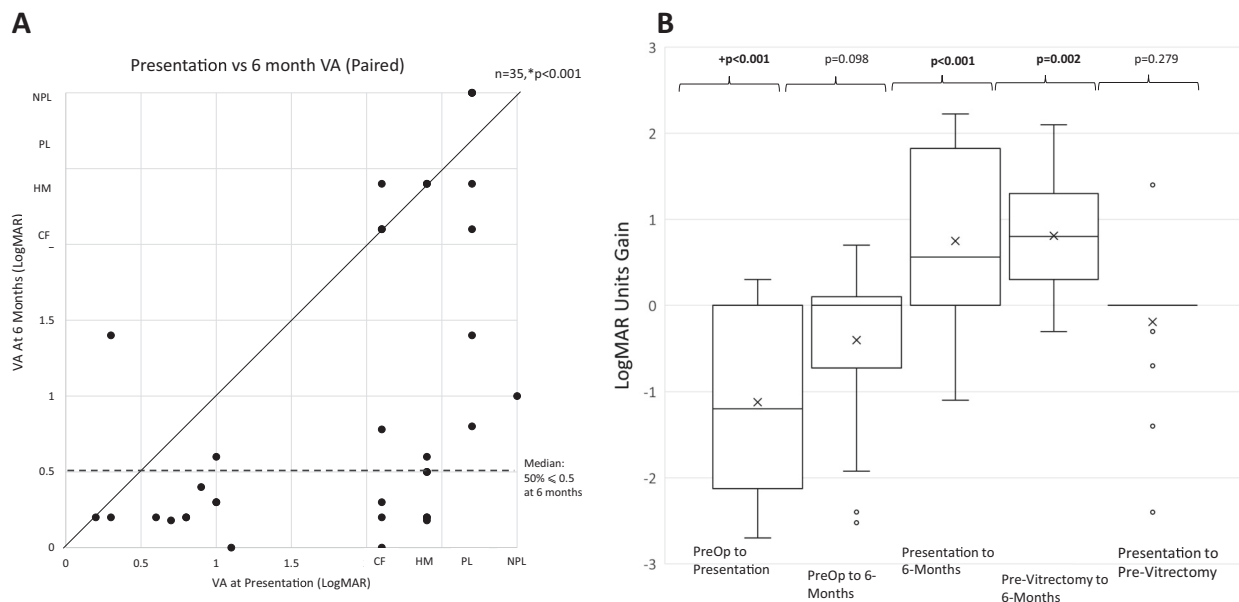 A
Presentation vs 6 month VA (Paired)
n=35,*p<0.001
NPL
PL
HM
CF
–
1.5
1
0.5
0
VA At 6 Months (LogMAR)
Median:
50% ⩽ 0.5
at 6 months
0
0.5
1
1.5
CF
HM
PL
NPL
VA at Presentation (LogMAR)
B
3
2
1
0
-1
-2
-3
LogMAR Units Gain
+p<0.001
p=0.098
p<0.001
p=0.002
p=0.279
PreOp to
Presentation
PreOp to 6-
Months
Presentation to
6-Months
Pre-Vitrectomy to
6-Months
Presentation to
Pre-Vitrectomy